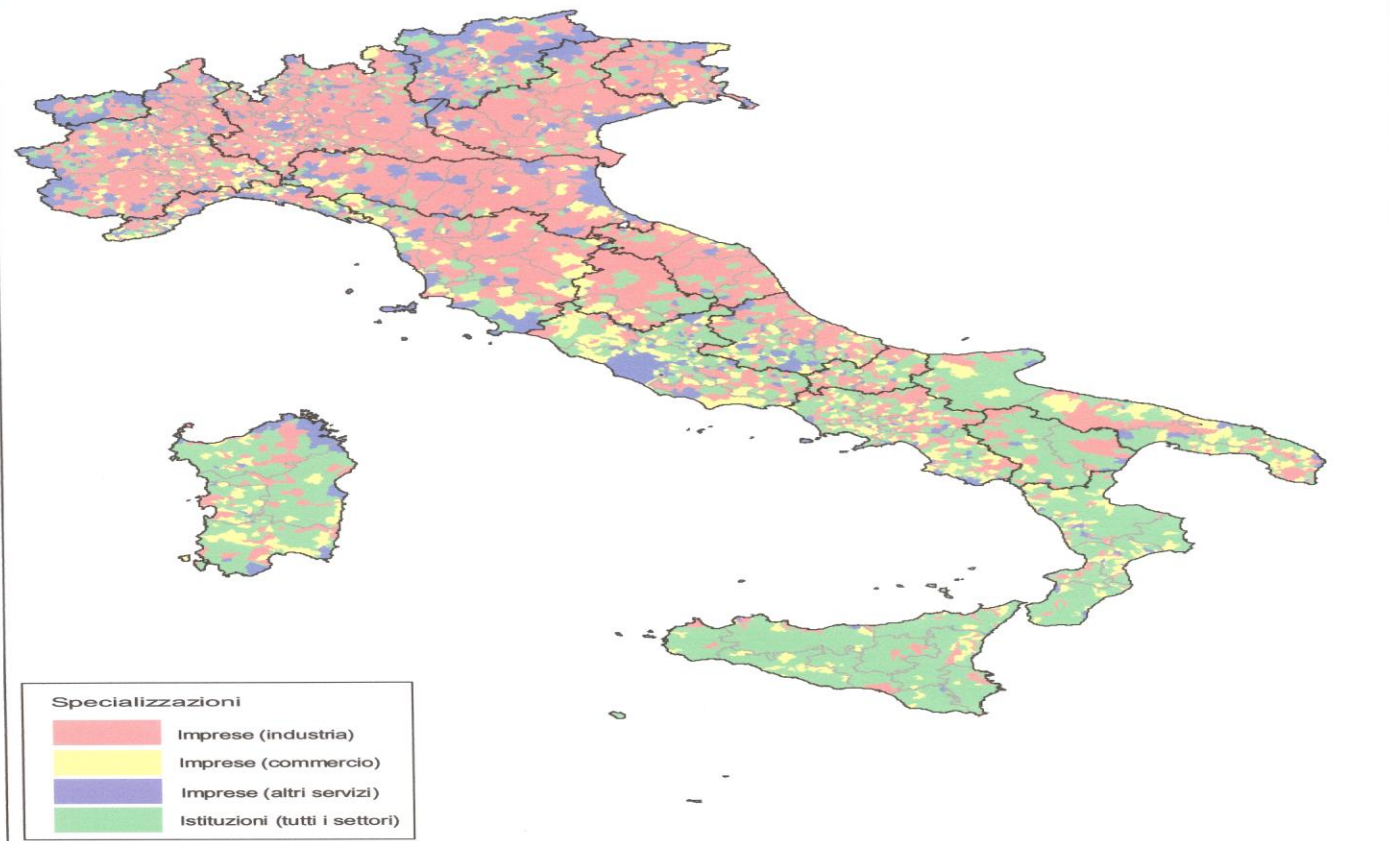 Specializzazioni
Imprese (industria)
Imprese (commercio)
Imprese (altri servizi)
Istituzioni (tutti i settori)